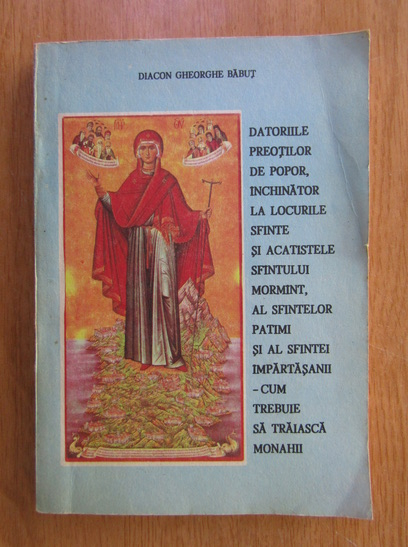 DIACON GHEORGHE BĂBUȚ
DATORIILE
PREOȚILOR
DE POPOR,
INCHINĂTOR
LA LOCURILE
SFINTE
ȘI ACATISTELE
SFINTULUI
MORMINT,
AL SFINTELOR
PATIMI
ȘI AL SFINTEI
IMPĂRTĂȘANII
–CUM
TREBUIE
SĂ TRĂIASCĂ
MONAHII